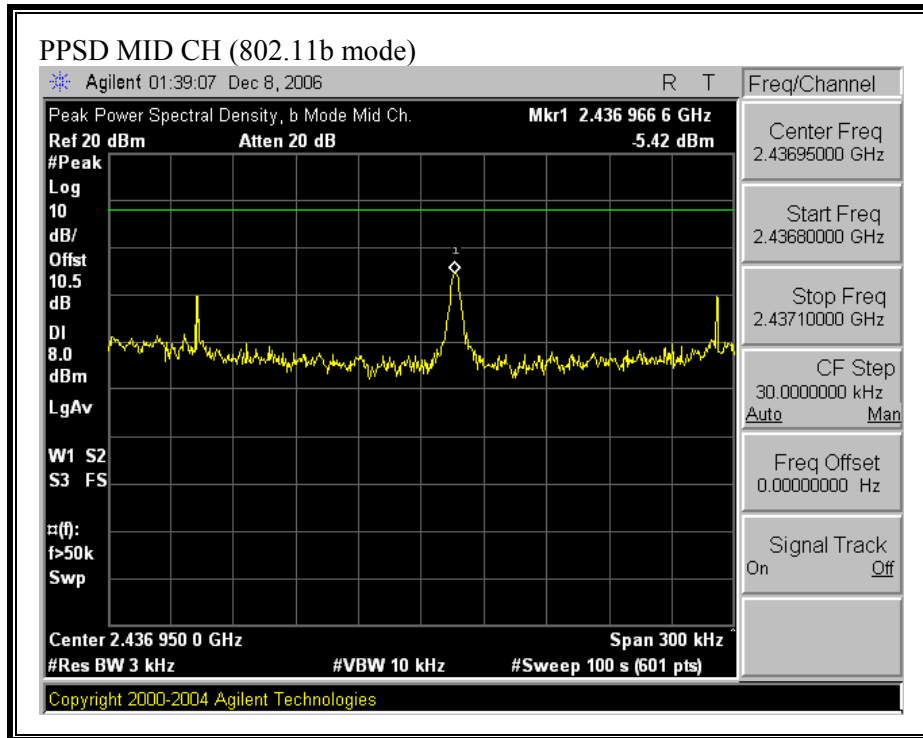 PPSD MID CH (802.11b mode)
Agilent 01:39:07 Dec 8, 2006 R T
Peak Power Spectral Density, b Mode Mid Ch.
Mkr1 2.436 966 6 GHz
Ref 20 dBm Atten 20 dB -5.42 dBm
#Peak
Log
10
dB/
Offst
10.5
dB
DI
8.0
dBm
LgAv
W1 S2
S3 FS
¤(f):
f>50k
Swp
1
Center 2.436 950 0 GHz Span 300 kHz ^
#Res BW 3 kHz #VBW 10 kHz #Sweep 100 s (601 pts)
Copyright 2000-2004 Agilent Technologies
Freq/Channel
Center Freq
2.43695000 GHz
Start Freq
2.43680000 GHz
Stop Freq
2.43710000 GHz
CF Step
30.0000000 kHz
Auto Man
Freq Offset
0.00000000 Hz
Signal Track
On Off